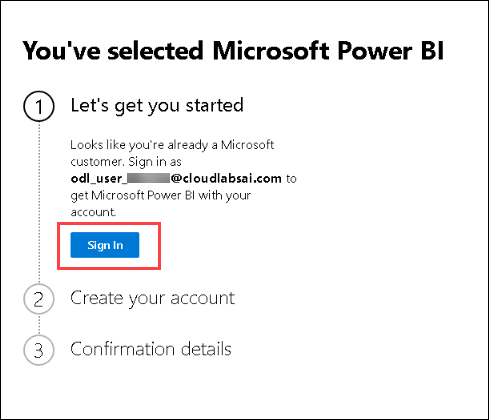 You've selected Microsoft Power BI
1 Let's get you started
Looks like you're already a Microsoft
customer. Sign in as
odl_user_ @cloudlabsai.com to
get Microsoft Power BI with your
account.
Sign In
2 Create your account
3 Confirmation details